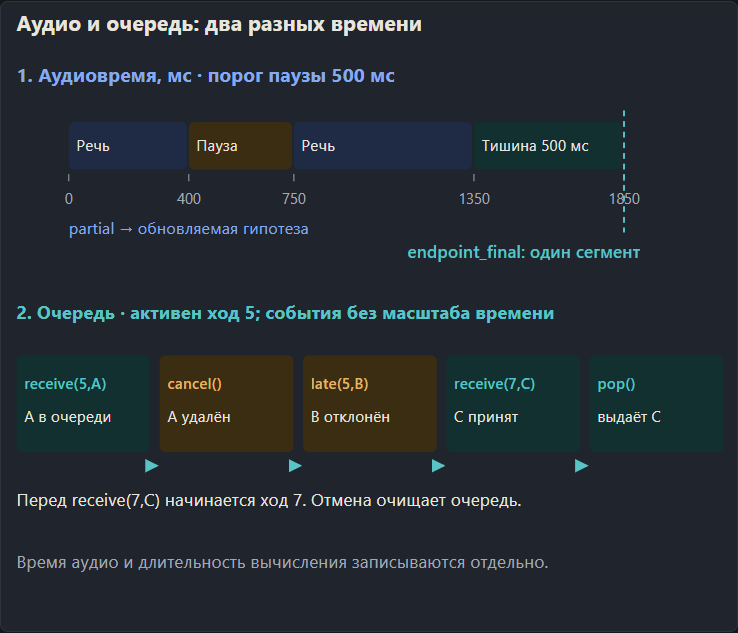 Аудио и очередь: два разных времени
1. Аудиовремя, мс · порог паузы 500 мс
Речь Пауза Речь Тишина 500 мс
0 400 750 1350 1850
partial → обновляемая гипотеза
endpoint_final: один сегмент
2. Очередь · активен ход 5; события без масштаба времени
receive(5,A) cancel() late(5,B) receive(7,C) pop()
A в очереди A удалён B отклонён C принят выдаёт C
Перед receive(7,C) начинается ход 7. Отмена очищает очередь.
Время аудио и длительность вычисления записываются отдельно.